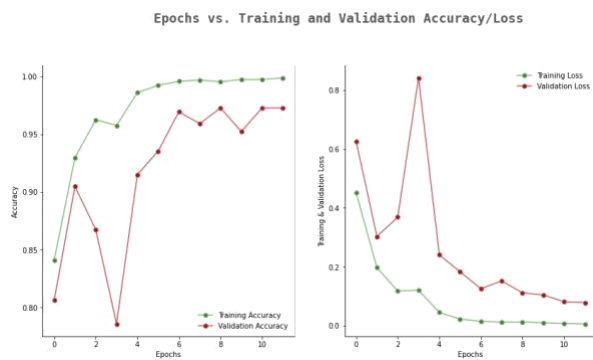 Epochs vs. Training and Validation Accuracy/Loss
1.00
0.95
0.90
0.85
0.80
Accuracy
0 2 4 6 8 10
Epochs
Training Accuracy
Validation Accuracy
0.8
0.6
0.4
0.2
0.0
Training & Validation Loss
0 2 4 6 8 10
Epochs
Training Loss
Validation Loss